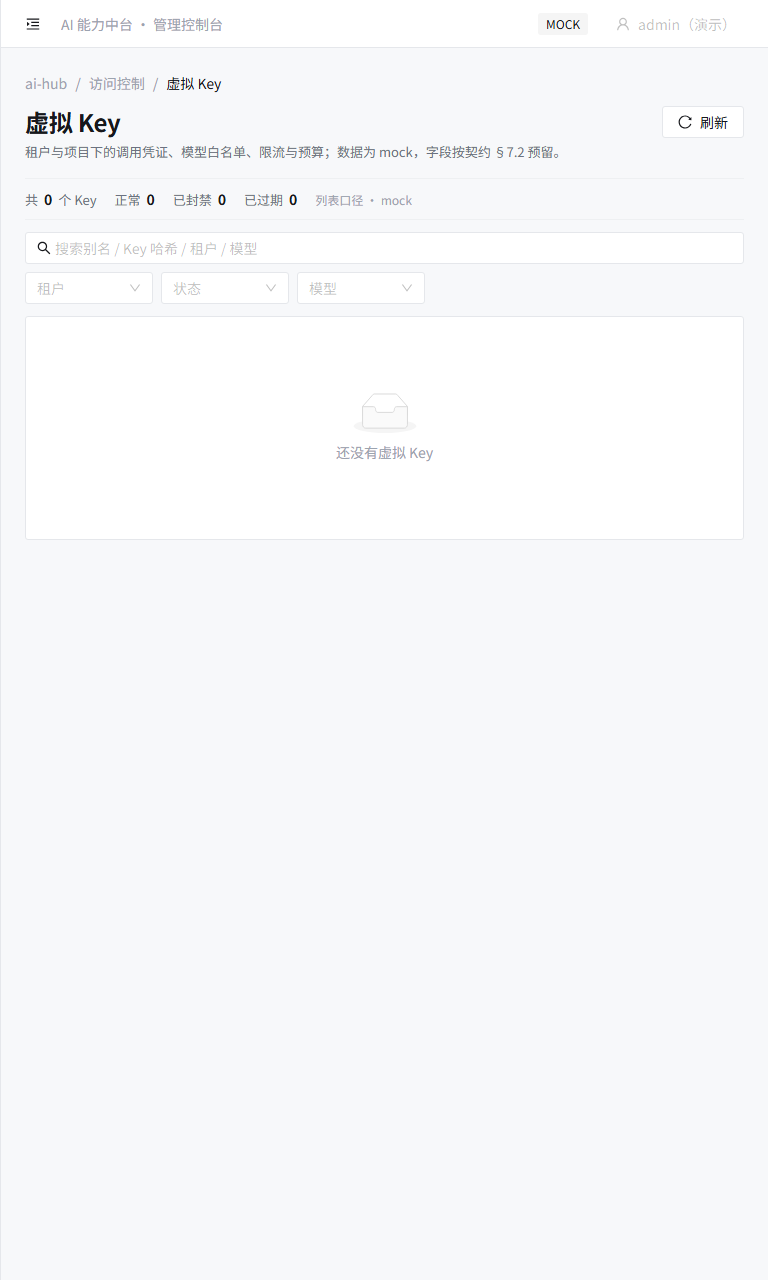 AI 能力中台 · 管理控制台
MOCK
admin（演示）
ai-hub / 访问控制 / 虚拟 Key
虚拟 Key
刷新
租户与项目下的调用凭证、模型白名单、限流与预算；数据为 mock，字段按契约 §7.2 预留。
共 0 个 Key 正常 0 已封禁 0 已过期 0 列表口径 · mock
搜索别名 / Key 哈希 / 租户 / 模型
租户 状态 模型
还没有虚拟 Key